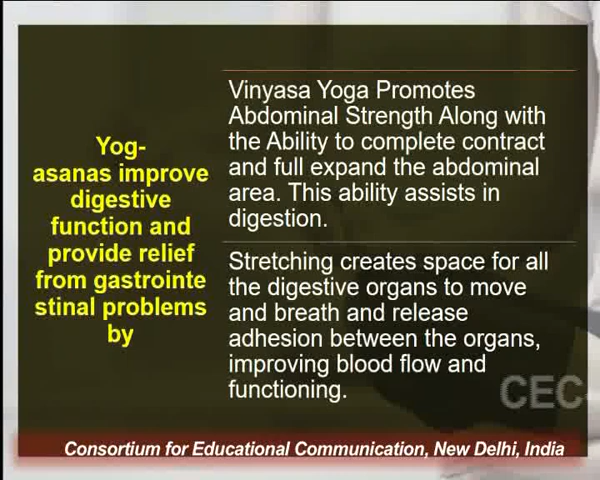 Yog-
asanas improve
digestive
function and
provide relief
from gastrointe
stinal problems
by
Vinyasa Yoga Promotes
Abdominal Strength Along with
the Ability to complete contract
and full expand the abdominal
area. This ability assists in
digestion.
Stretching creates space for all
the digestive organs to move
and breath and release
adhesion between the organs,
improving blood flow and
functioning.
CEC
Consortium for Educational Communication, New Delhi, India